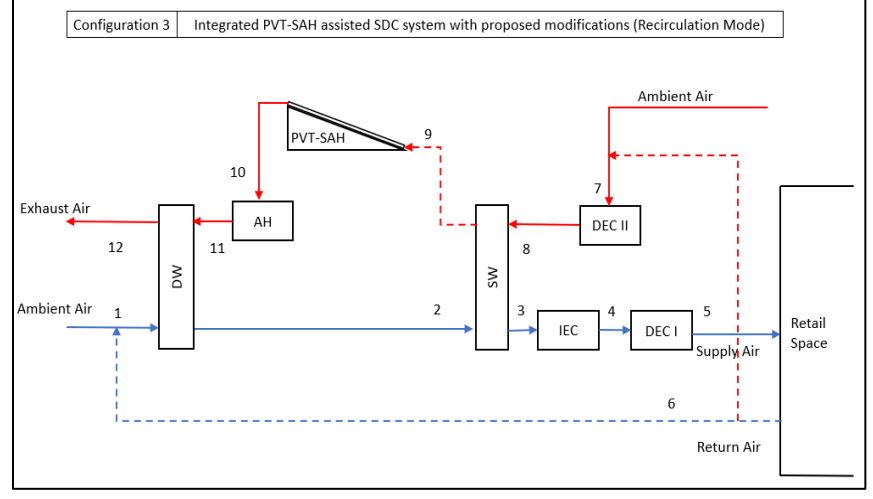 Configuration 3
Integrated PVT-SAH assisted SDC system with proposed modifications (Recirculation Mode)
Ambient Air
PVT-SAH
9
10
7
Exhaust Air
AH
DEC II
12
11
8
DW
SW
Ambient Air
1
2
3
4
5
IEC
DEC I
Retail
Space
Supply Air
6
Return Air